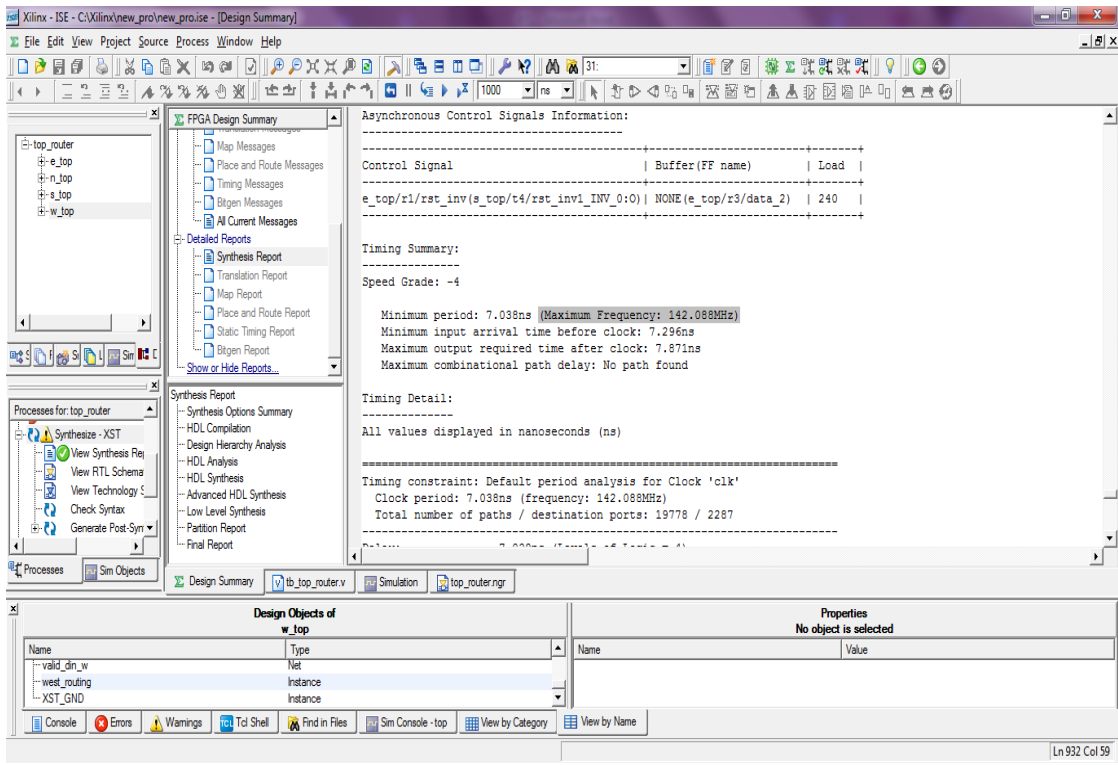 Xilinx - ISE - C:\Xilinx\new_pro\new_pro.ise - [Design Summary]
File Edit View Project Source Process Window Help
31:
1000 ns
top_router
e_top
n_top
s_top
w_top
Sim
Processes for: top_router
Synthesize - XST
View Synthesis Rep
View RTL Schema
View Technology S
Check Syntax
Generate Post-Syn
Processes
Sim Objects
FPGA Design Summary
Translation Messages
Map Messages
Place and Route Messages
Timing Messages
Bitgen Messages
All Current Messages
Detailed Reports
Synthesis Report
Translation Report
Map Report
Place and Route Report
Static Timing Report
Bitgen Report
Show or Hide Reports...
Synthesis Report
Synthesis Options Summary
HDL Compilation
Design Hierarchy Analysis
HDL Analysis
HDL Synthesis
Advanced HDL Synthesis
Low Level Synthesis
Partition Report
Final Report
Asynchronous Control Signals Information:
----------------------------------------
Control Signal | Buffer(FF name) | Load |
e_top/r1/rst_inv(s_top/t4/rst_inv1_INV_0:O)| NONE(e_top/r3/data_2) | 240 |
Timing Summary:
---------------
Speed Grade: -4
Minimum period: 7.038ns (Maximum Frequency: 142.088MHz)
Minimum input arrival time before clock: 7.296ns
Maximum output required time after clock: 7.871ns
Maximum combinational path delay: No path found
Timing Detail:
--------------
All values displayed in nanoseconds (ns)
=========================================================================
Timing constraint: Default period analysis for Clock 'clk'
Clock period: 7.038ns (frequency: 142.088MHz)
Total number of paths / destination ports: 19778 / 2287
-------------------------------------------------------------------------
Delay: 7.038ns (Levels of Logic = 4)
Design Summary
tb_top_router.v
Simulation
top_router.ngr
Design Objects of
w_top
Name Type
valid_din_w Net
west_routing Instance
XST_GND Instance
Properties
No object is selected
Name Value
Console
Errors
Warnings
Tcl Shell
Find in Files
Sim Console - top
View by Category
View by Name
Ln 932 Col 59